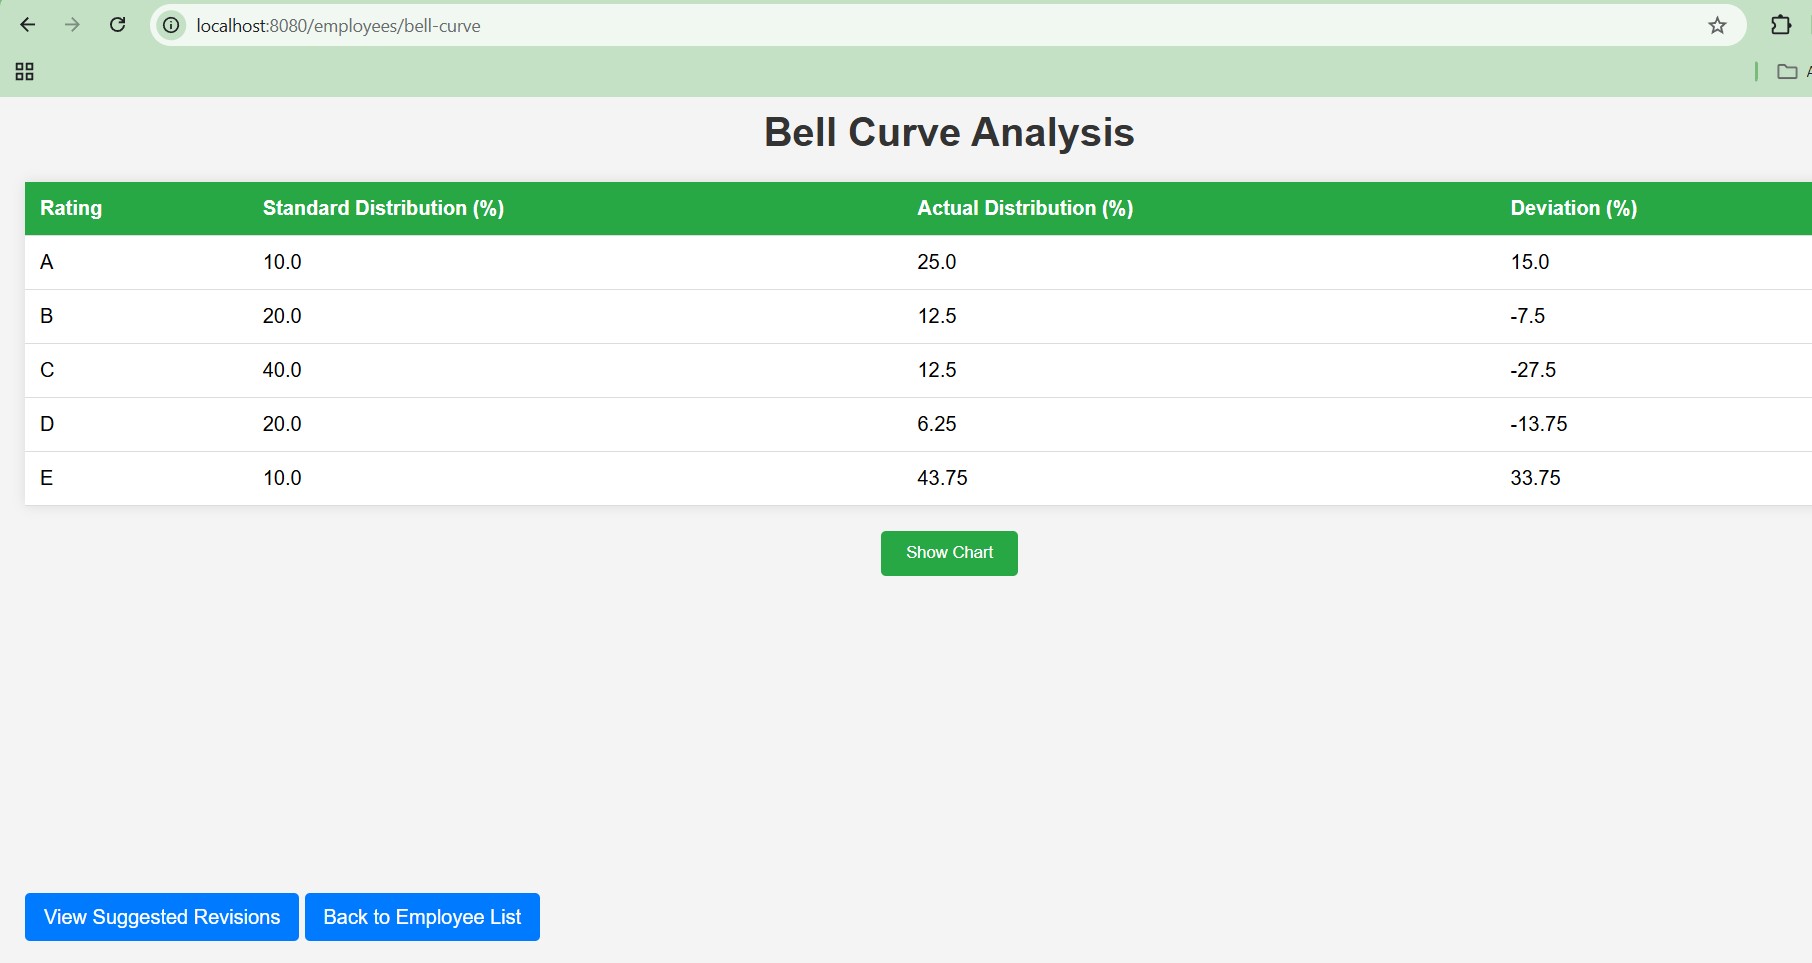 localhost:8080/employees/bell-curve
Bell Curve Analysis
Rating Standard Distribution (%) Actual Distribution (%) Deviation (%)
A 10.0 25.0 15.0
B 20.0 12.5 -7.5
C 40.0 12.5 -27.5
D 20.0 6.25 -13.75
E 10.0 43.75 33.75
Show Chart
View Suggested Revisions Back to Employee List